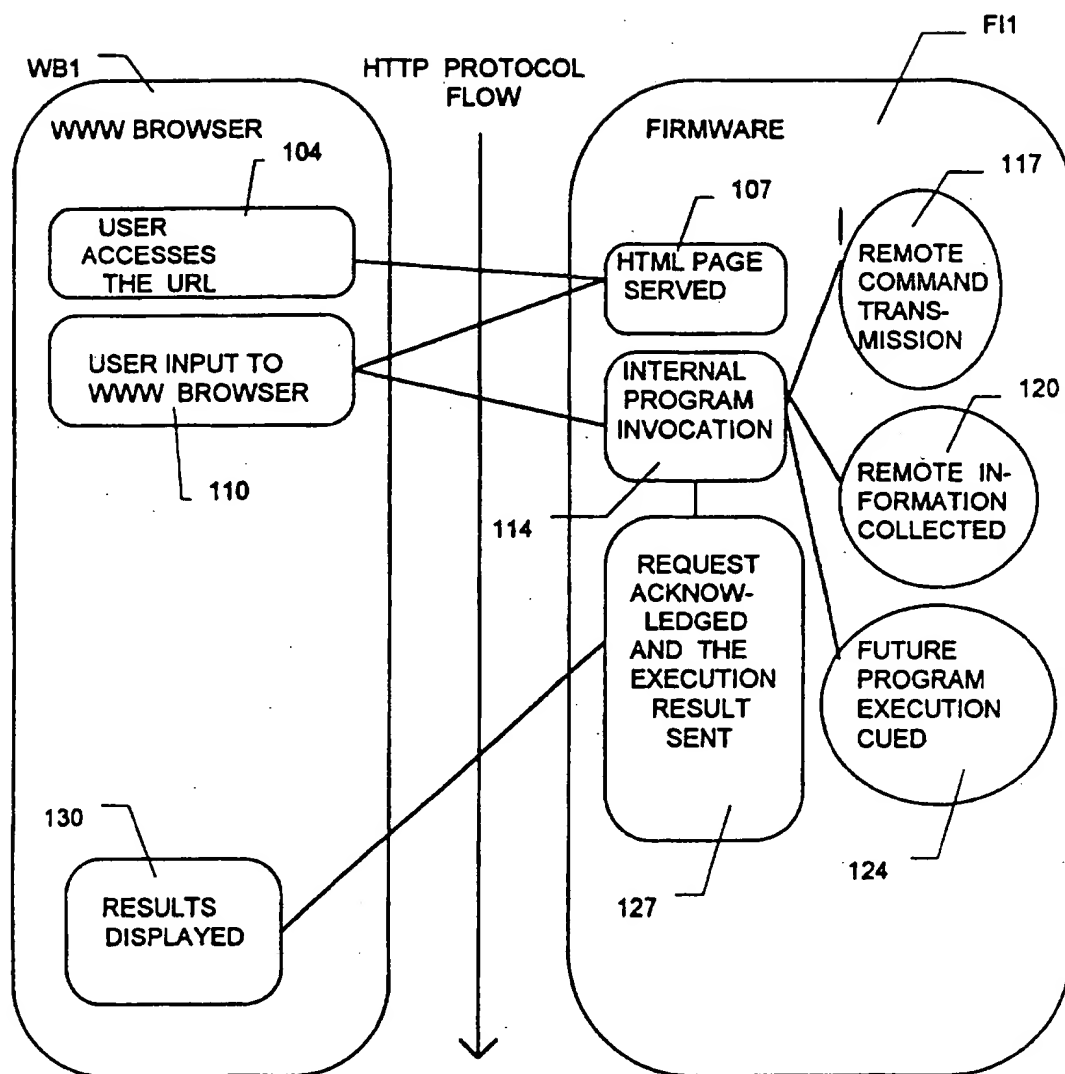 FI1
WB1
HTTP PROTOCOL
FLOW
WWW BROWSER
FIRMWARE
104
117
107
USER
ACCESSES
THE URL
HTML PAGE
SERVED
REMOTE
COMMAND
TRANS-
MISSION
USER INPUT TO
WWW BROWSER
INTERNAL
PROGRAM
INVOCATION
120
110
REMOTE IN-
FORMATION
COLLECTED
114
REQUEST
ACKNOW-
LEDGED
AND THE
EXECUTION
RESULT
SENT
FUTURE
PROGRAM
EXECUTION
CUED
130
124
127
RESULTS
DISPLAYED